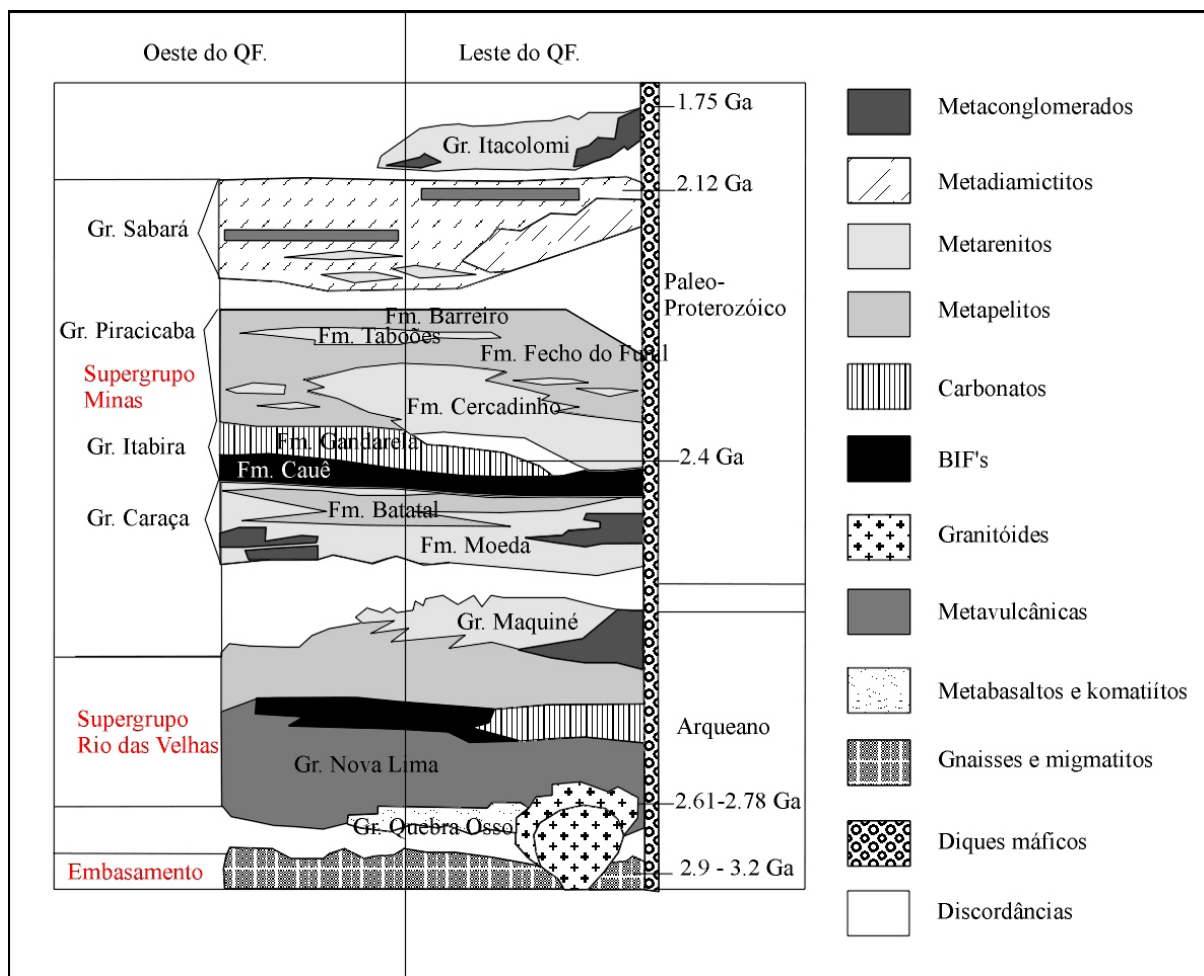 Oeste do QF.
Leste do QF.
1.75 Ga
Gr. Itacolomi
2.12 Ga
Gr. Sabará
Paleo-
Proterozóico
Gr. Piracicaba
Fm. Barreiro
Fm. Taboões
Fm. Fecho do Funil
Supergrupo
Minas
Fm. Cercadinho
Gr. Itabira
Fm. Gandarela
2.4 Ga
Fm. Cauê
Gr. Caraça
Fm. Batatal
Fm. Moeda
Gr. Maquiné
Supergrupo
Rio das Velhas
Arqueano
Gr. Nova Lima
2.61-2.78 Ga
Gr. Quebra Osso
Embasamento
2.9 - 3.2 Ga
Metaconglomerados
Metadiamictitos
Metarenitos
Metapelitos
Carbonatos
BIF's
Granitóides
Metavulcânicas
Metabasaltos e komatiítos
Gnaisses e migmatitos
Diques máficos
Discordâncias